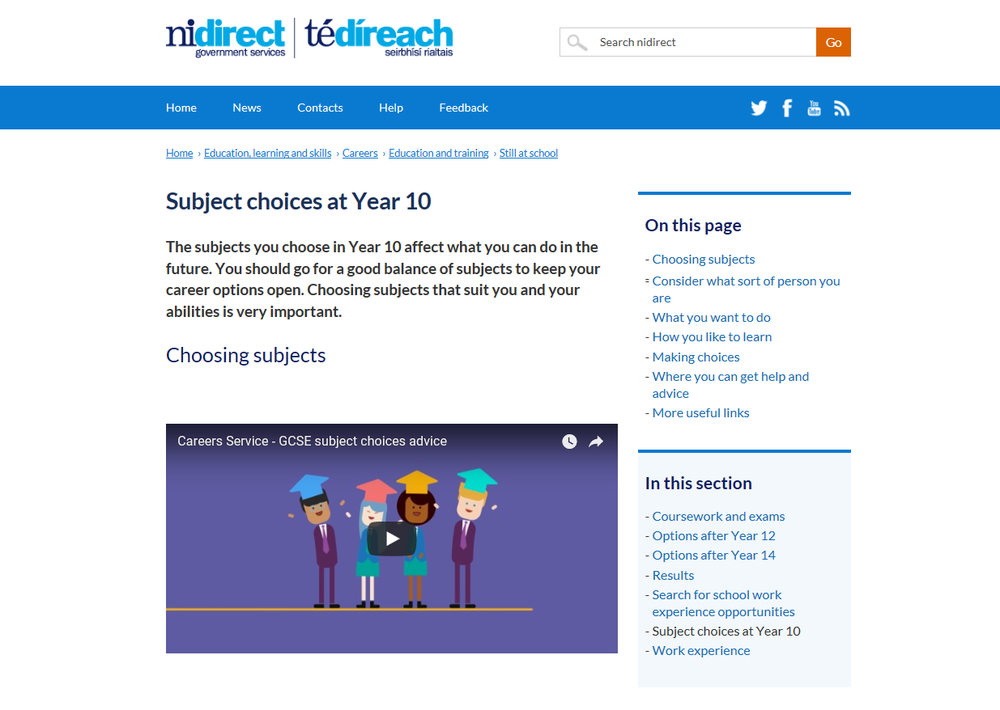 nidirect
government services
tédíreach
seirbhísí rialtais
Search nidirect
Go
Home News Contacts Help Feedback
You
Tube
Home › Education, learning and skills › Careers › Education and training › Still at school
Subject choices at Year 10
The subjects you choose in Year 10 affect what you can do in the
future. You should go for a good balance of subjects to keep your
career options open. Choosing subjects that suit you and your
abilities is very important.
Choosing subjects
Careers Service - GCSE subject choices advice
On this page
- Choosing subjects
- Consider what sort of person you
are
- What you want to do
- How you like to learn
- Making choices
- Where you can get help and
advice
- More useful links
In this section
- Coursework and exams
- Options after Year 12
- Options after Year 14
- Results
- Search for school work
experience opportunities
- Subject choices at Year 10
- Work experience